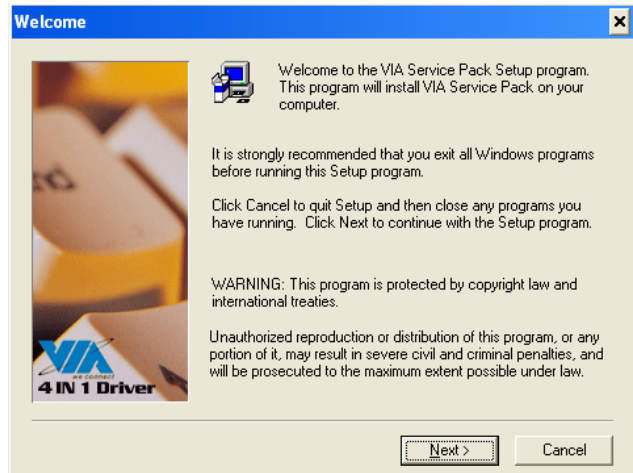 Welcome
Welcome to the VIA Service Pack Setup program.
This program will install VIA Service Pack on your
computer.
It is strongly recommended that you exit all Windows programs
before running this Setup program.
Click Cancel to quit Setup and then close any programs you
have running. Click Next to continue with the Setup program.
WARNING: This program is protected by copyright law and
international treaties.
Unauthorized reproduction or distribution of this program, or any
portion of it, may result in severe civil and criminal penalties, and
will be prosecuted to the maximum extent possible under law.
VIA
we connect
4 IN 1 Driver
Next >
Cancel